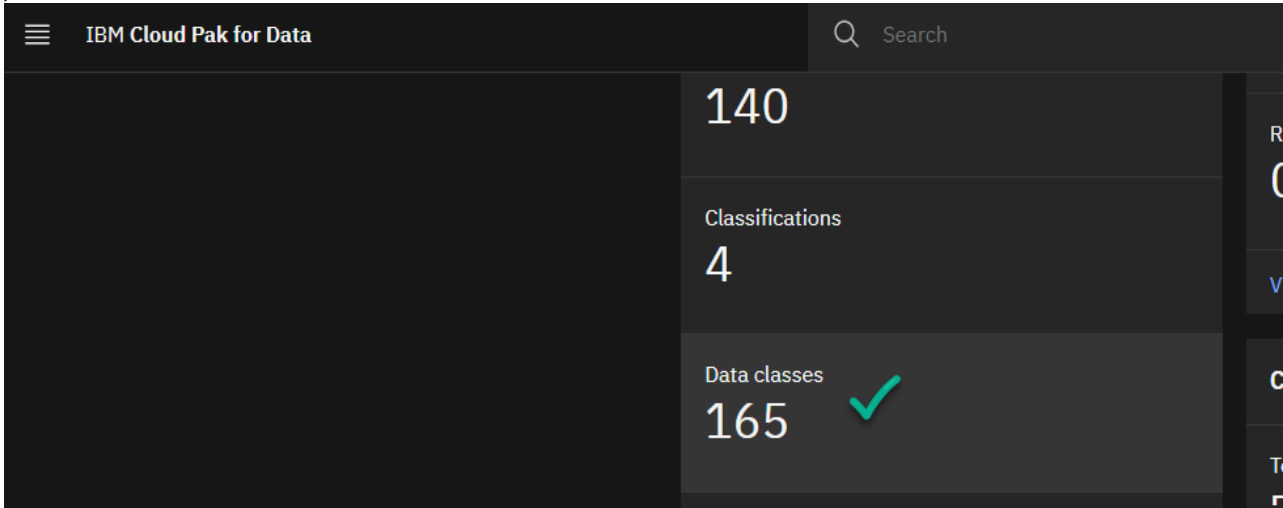 IBM Cloud Pak for Data
Search
140
Classifications
4
Data classes
165